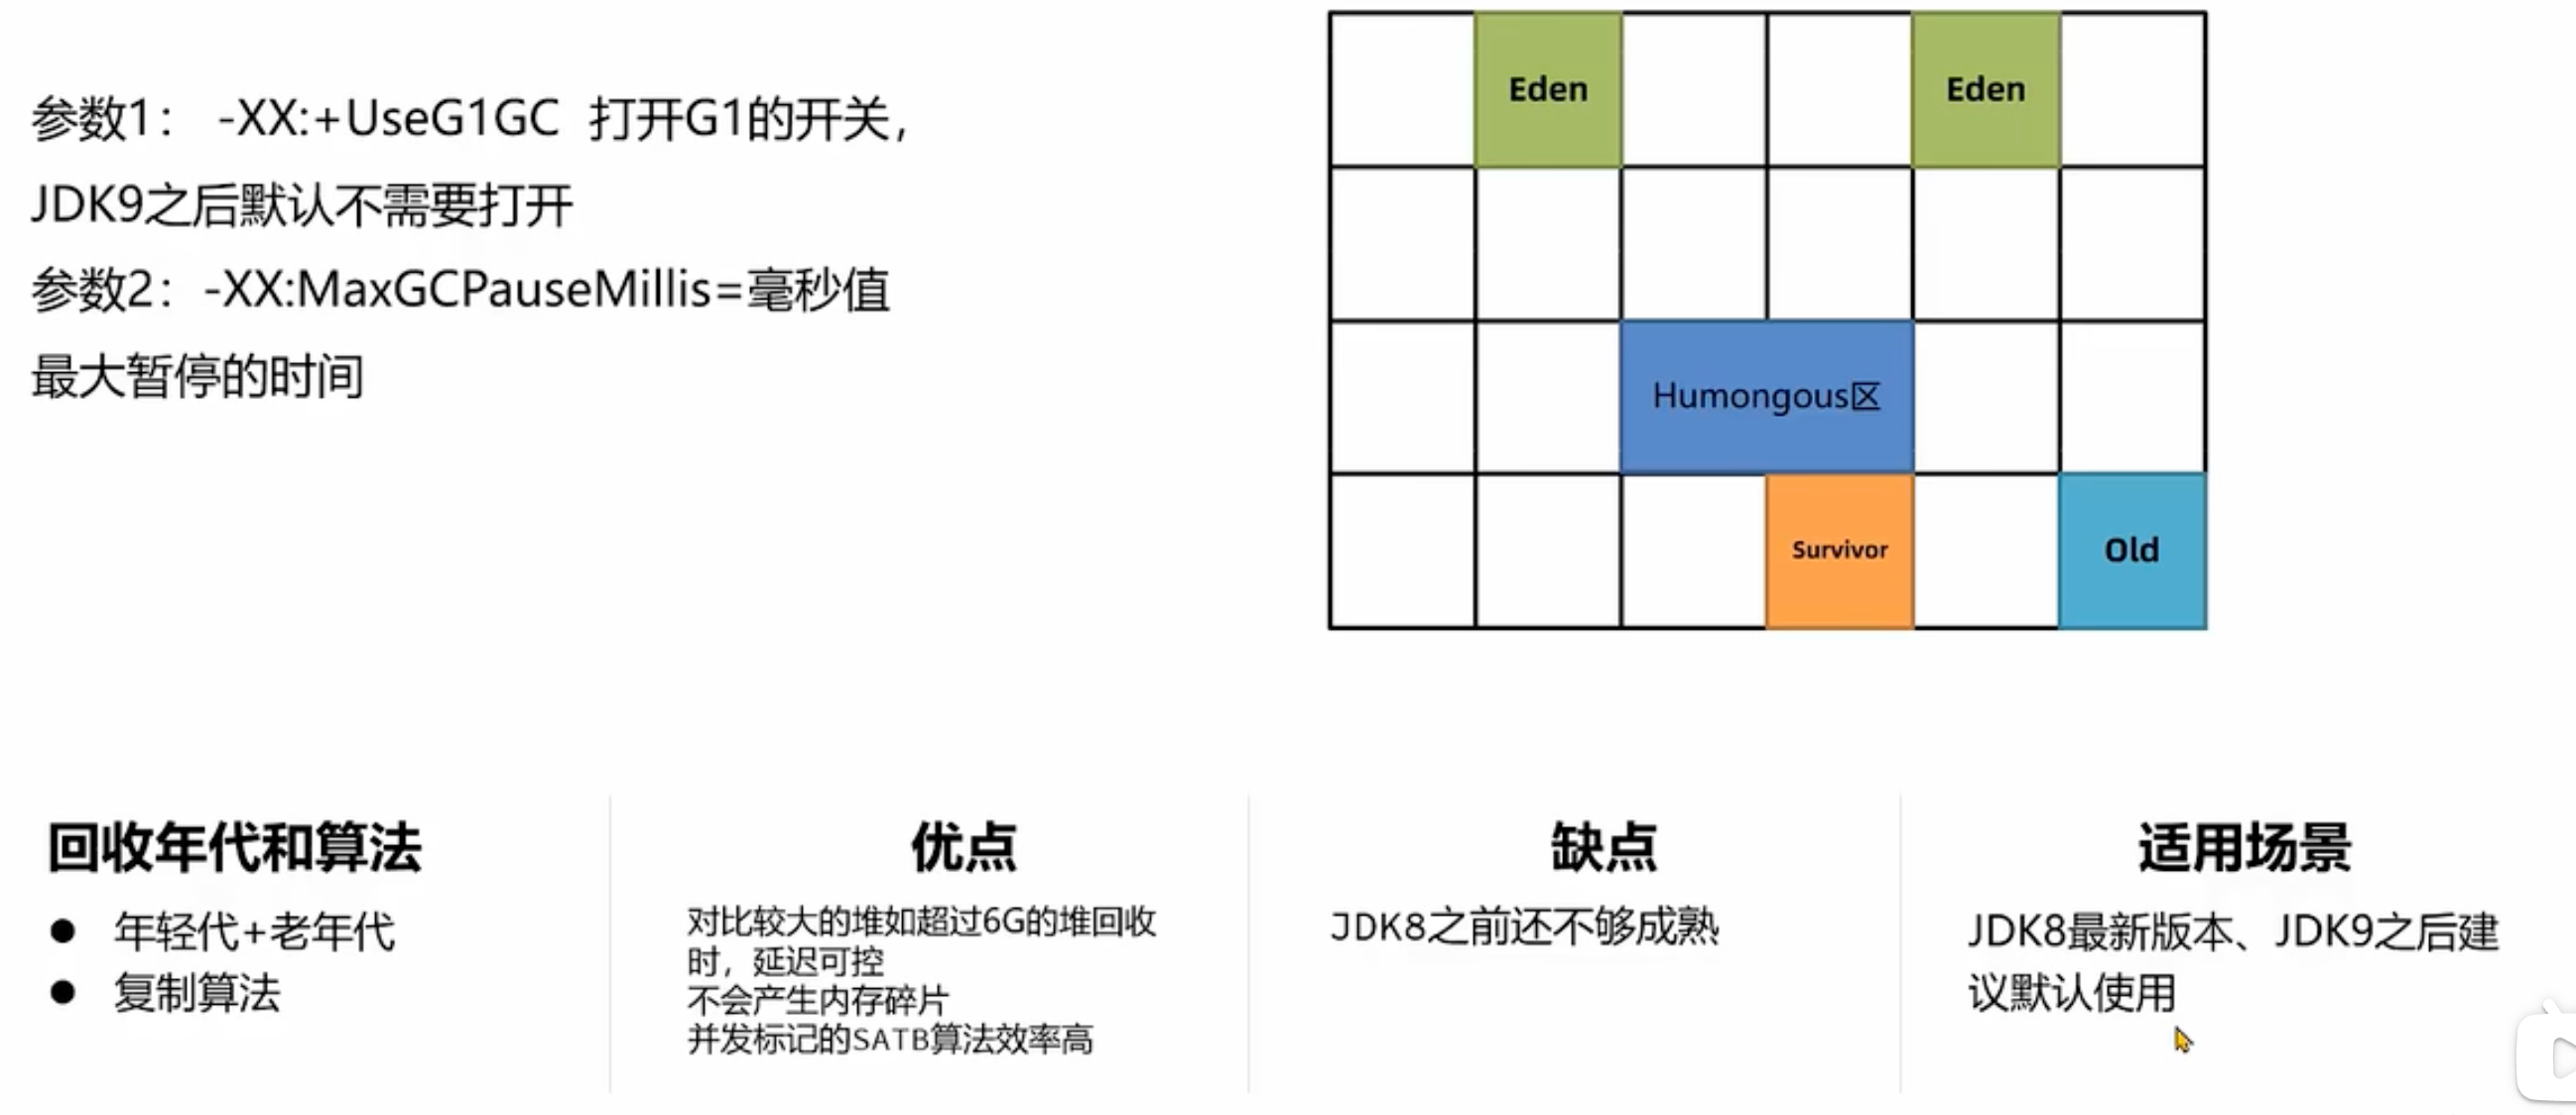 参数1： -XX:+UseG1GC 打开G1的开关，
JDK9之后默认不需要打开
参数2：-XX:MaxGCPauseMillis=毫秒值
最大暂停的时间
Eden
Eden
Humongous区
Survivor
Old
回收年代和算法
● 年轻代+老年代
● 复制算法
优点
对比较大的堆如超过6G的堆回收
时，延迟可控
不会产生内存碎片
并发标记的SATB算法效率高
缺点
JDK8之前还不够成熟
适用场景
JDK8最新版本、JDK9之后建
议默认使用